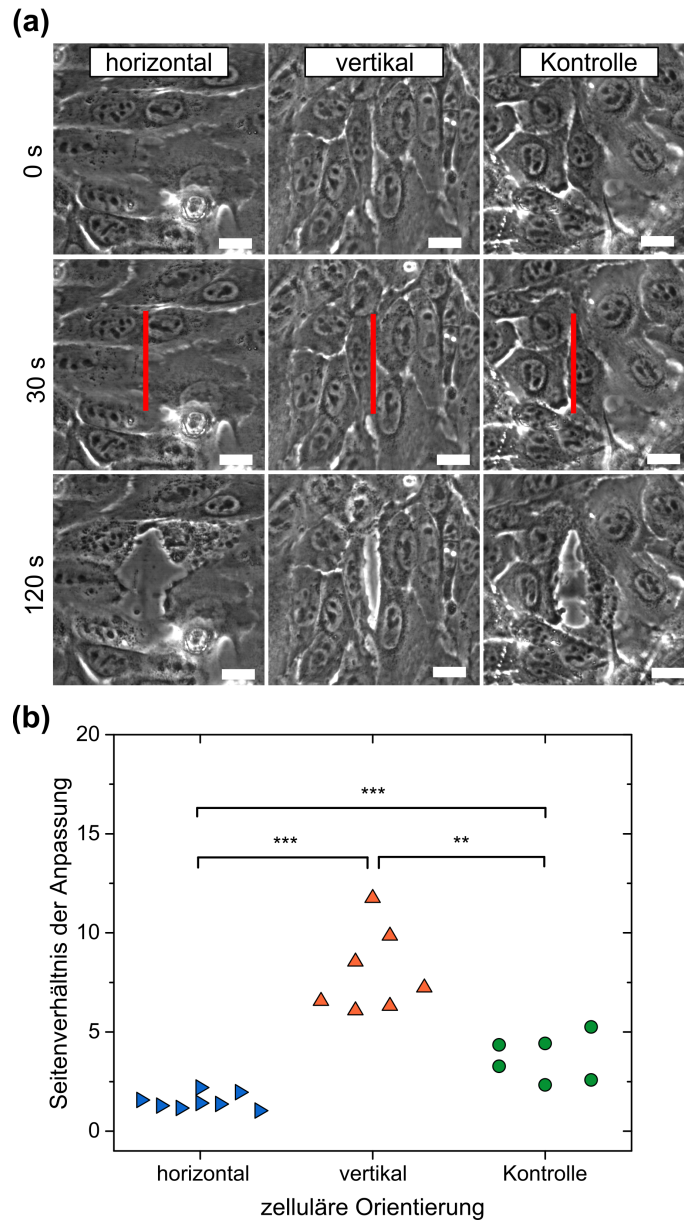 (a)
horizontal
vertikal
Kontrolle
0 s
30 s
120 s
(b)
20
15
10
5
0
Seitenverhältnis der Anpassung
***
***
**
horizontal
vertikal
Kontrolle
zelluläre Orientierung